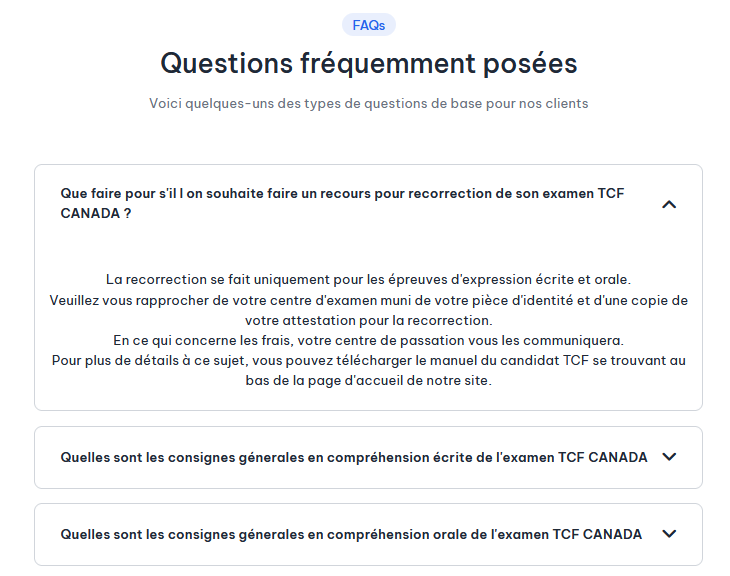 FAQs
Questions fréquemment posées
Voici quelques-uns des types de questions de base pour nos clients
Que faire pour s'il l on souhaite faire un recours pour recorrection de son examen TCF
CANADA ?
La recorrection se fait uniquement pour les épreuves d'expression écrite et orale.
Veuillez vous rapprocher de votre centre d'examen muni de votre pièce d'identité et d'une copie de
votre attestation pour la recorrection.
En ce qui concerne les frais, votre centre de passation vous les communiquera.
Pour plus de détails à ce sujet, vous pouvez télécharger le manuel du candidat TCF se trouvant au
bas de la page d'accueil de notre site.
Quelles sont les consignes génerales en compréhension écrite de l'examen TCF CANADA
Quelles sont les consignes génerales en compréhension orale de l'examen TCF CANADA